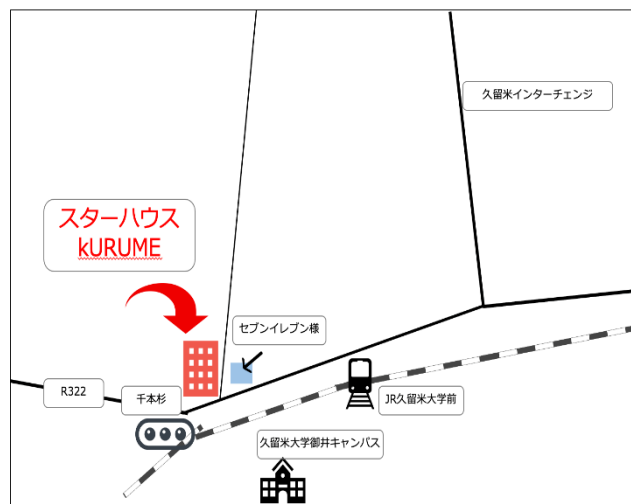 久留米インターチェンジ
スターハウス
kURUME
セブンイレブン様
R322
千本杉
JR久留米大学前
久留米大学御井キャンパス